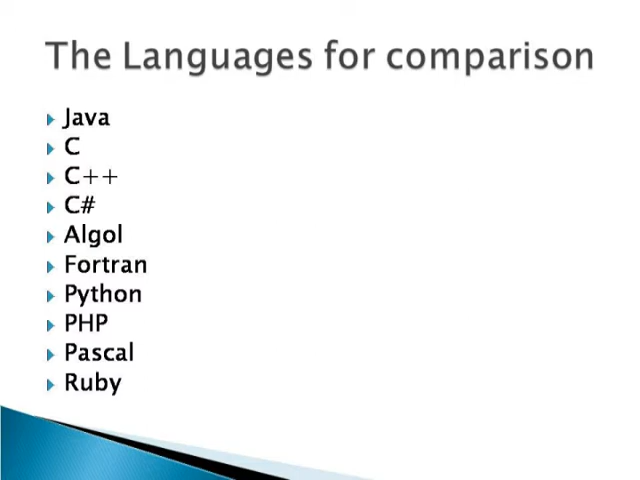 The Languages for comparison
Java
C
C++
C#
Algol
Fortran
Python
PHP
Pascal
Ruby